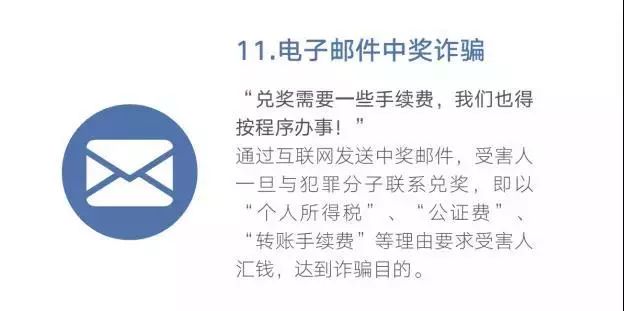 11.电子邮件中奖诈骗
“兑奖需要一些手续费，我们也得
按程序办事！”
通过互联网发送中奖邮件，受害人
一旦与犯罪分子联系兑奖，即以
“个人所得税”、“公证费”、
“转账手续费”等理由要求受害人
汇钱，达到诈骗目的。